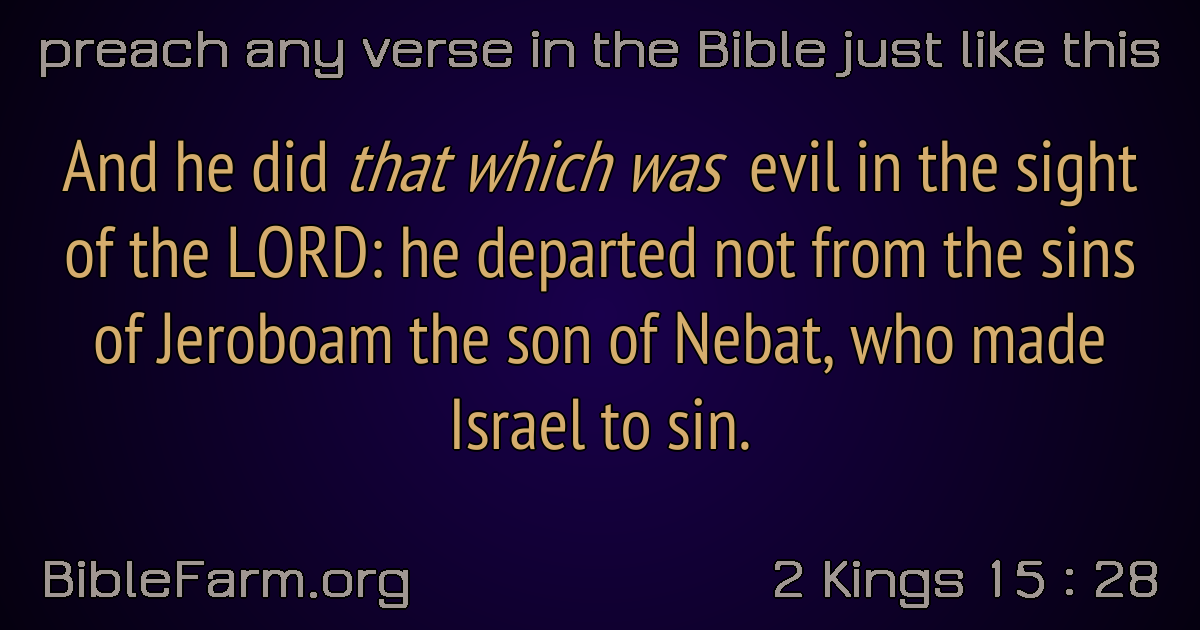 preach any verse in the Bible just like this
And he did that which was evil in the sight
of the LORD: he departed not from the sins
of Jeroboam the son of Nebat, who made
Israel to sin.
BibleFarm.org
2 Kings 15 : 28